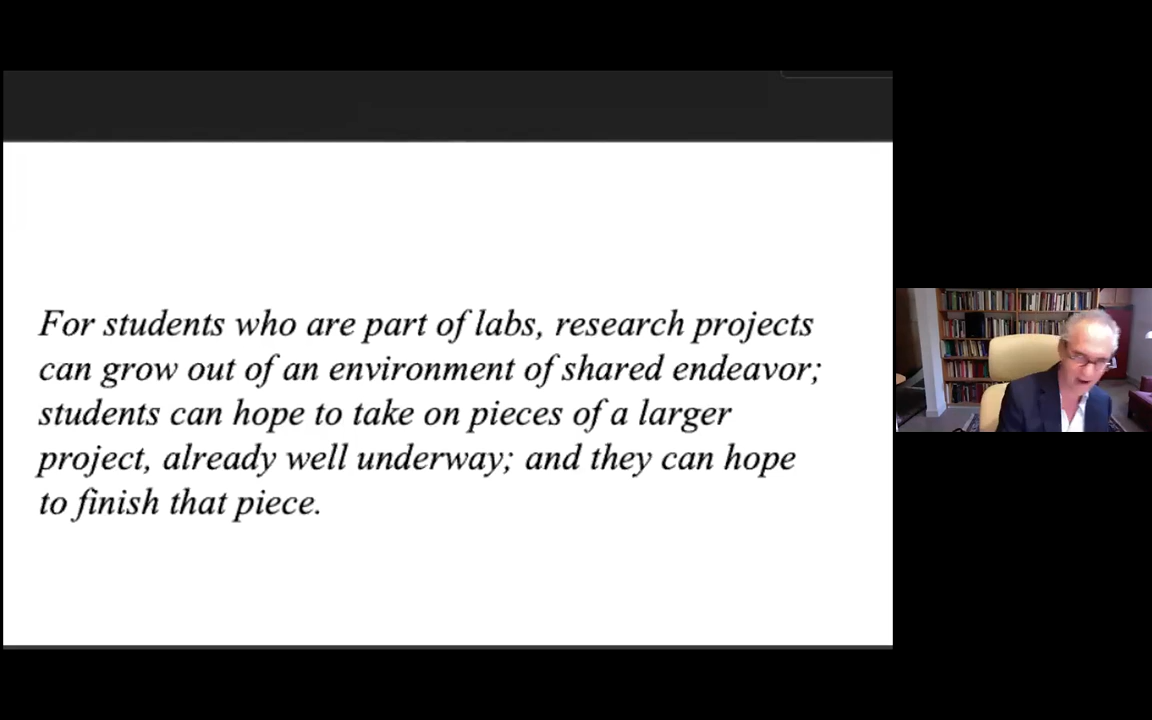 For students who are part of labs, research projects
can grow out of an environment of shared endeavor;
students can hope to take on pieces of a larger
project, already well underway; and they can hope
to finish that piece.